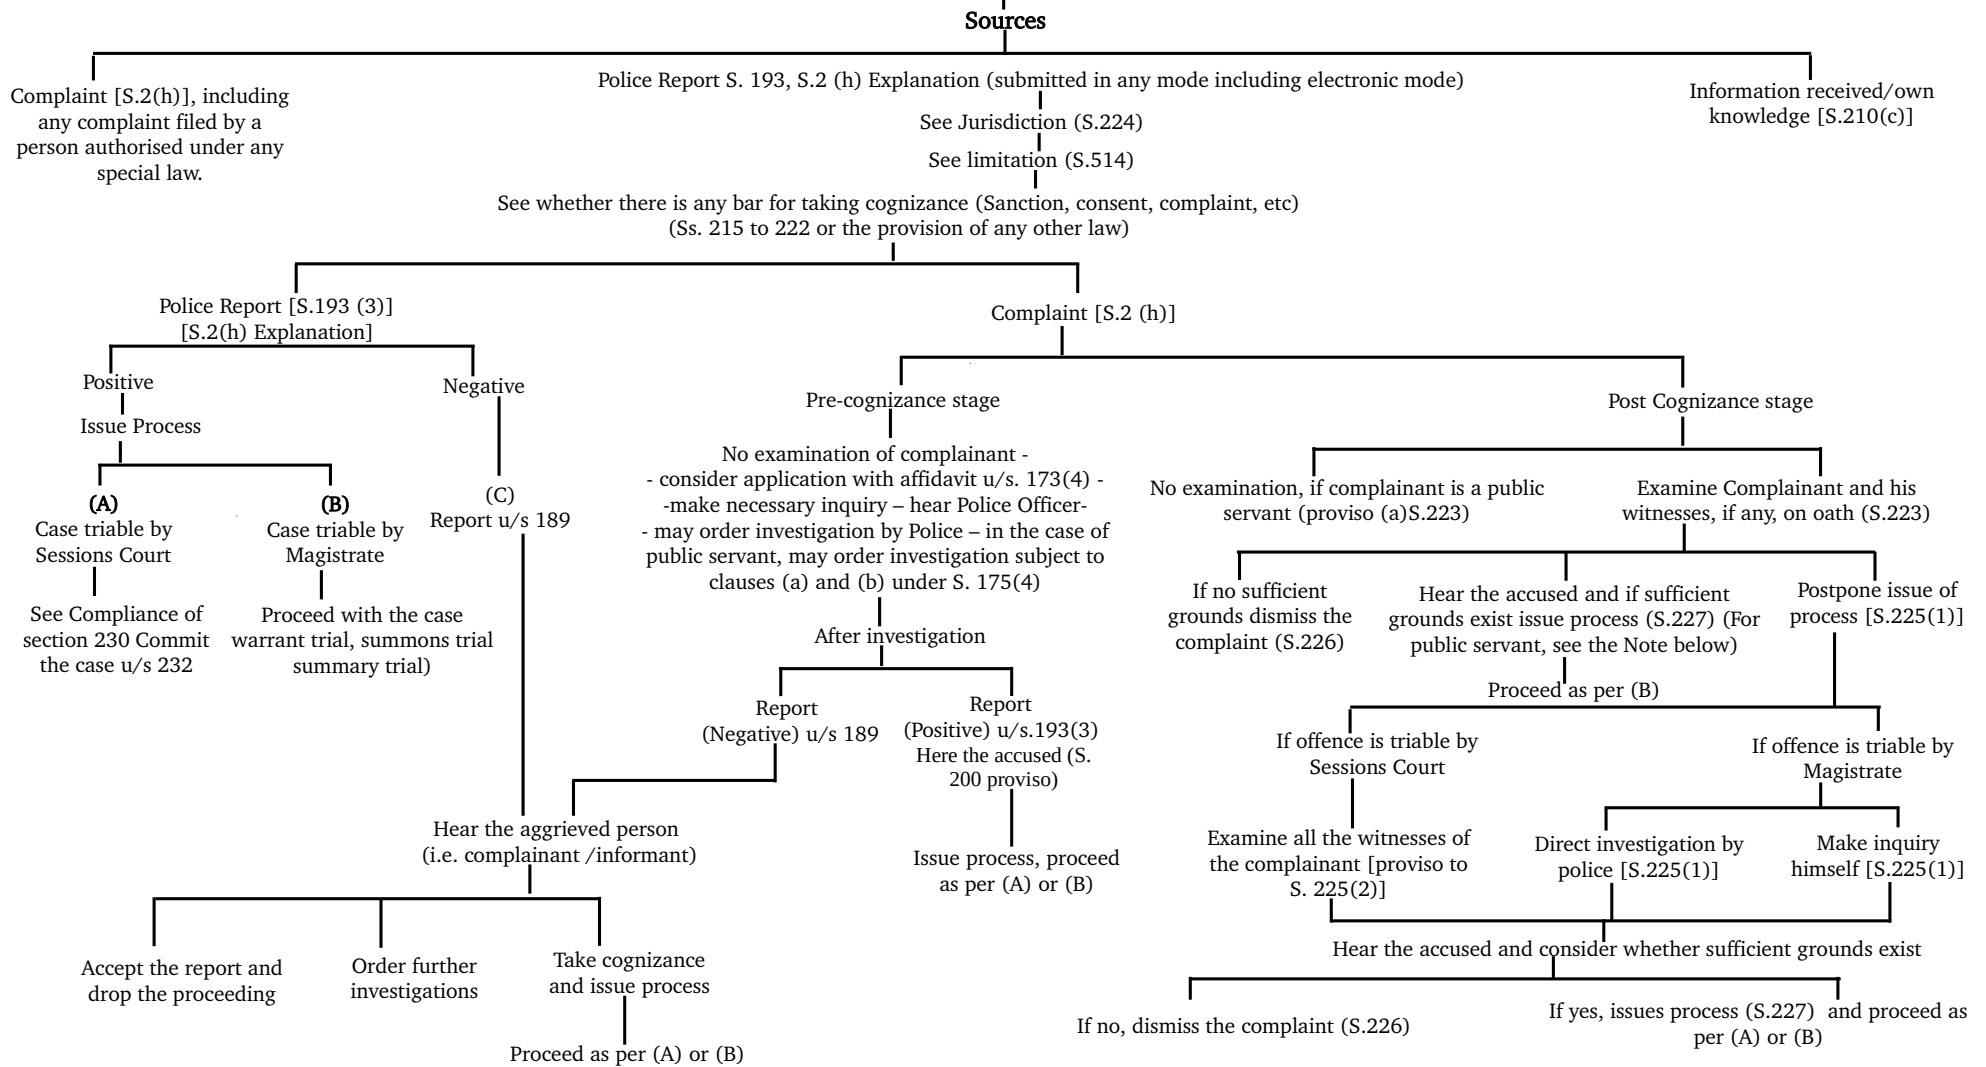 Sources
Complaint [S.2(h)], including
any complaint filed by a
person authorised under any
special law.
Police Report S. 193, S.2 (h) Explanation (submitted in any mode including electronic mode)
Information received/own
knowledge [S.210(c)]
See Jurisdiction (S.224)
See limitation (S.514)
See whether there is any bar for taking cognizance (Sanction, consent, complaint, etc)
(Ss. 215 to 222 or the provision of any other law)
Police Report [S.193 (3)]
[S.2(h) Explanation]
Complaint [S.2 (h)]
Positive
Negative
Issue Process
(A)
Case triable by
Sessions Court
See Compliance of
section 230 Commit
the case u/s 232
(B)
Case triable by
Magistrate
Proceed with the case
warrant trial, summons trial
summary trial)
(C)
Report u/s 189
Pre-cognizance stage
No examination of complainant -
- consider application with affidavit u/s. 173(4) -
-make necessary inquiry – hear Police Officer-
- may order investigation by Police – in the case of
public servant, may order investigation subject to
clauses (a) and (b) under S. 175(4)
After investigation
Report
(Negative) u/s 189
Report
(Positive) u/s.193(3)
Here the accused (S.
200 proviso)
Issue process, proceed
as per (A) or (B)
Hear the aggrieved person
(i.e. complainant /informant)
Accept the report and
drop the proceeding
Order further
investigations
Take cognizance
and issue process
Proceed as per (A) or (B)
Post Cognizance stage
No examination, if complainant is a public
servant (proviso (a)S.223)
Examine Complainant and his
witnesses, if any, on oath (S.223)
If no sufficient
grounds dismiss the
complaint (S.226)
Hear the accused and if sufficient
grounds exist issue process (S.227) (For
public servant, see the Note below)
Proceed as per (B)
Postpone issue of
process [S.225(1)]
If offence is triable by
Sessions Court
If offence is triable by
Magistrate
Examine all the witnesses of
the complainant [proviso to
S. 225(2)]
Direct investigation by
police [S.225(1)]
Make inquiry
himself [S.225(1)]
Hear the accused and consider whether sufficient grounds exist
If no, dismiss the complaint (S.226)
If yes, issues process (S.227) and proceed as
per (A) or (B)